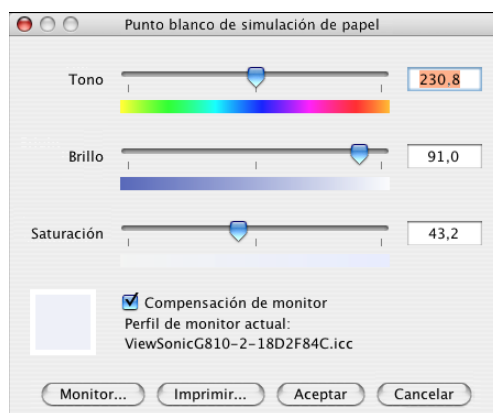 Punto blanco de simulación de papel
Tono 230,8
Brillo 91,0
Saturación 43,2
Compensación de monitor
Perfil de monitor actual:
ViewSonicG810-2-18D2F84C.icc
Monitor... Imprimir... Aceptar Cancelar